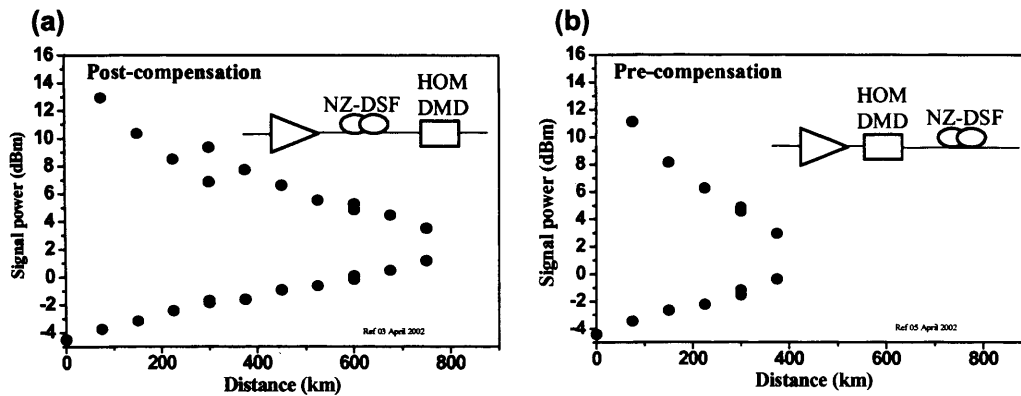 (a)
16
14
12
10
8
6
4
2
0
-2
-4
Signal power (dBm)
Post-compensation
NZ-DSF
HOM
DMD
Ref 03 April 2002
0
200
400
600
800
Distance (km)
(b)
16
14
12
10
8
6
4
2
0
-2
-4
Signal power (dBm)
Pre-compensation
HOM
DMD
NZ-DSF
Ref 05 April 2002
0
200
400
600
800
Distance (km)